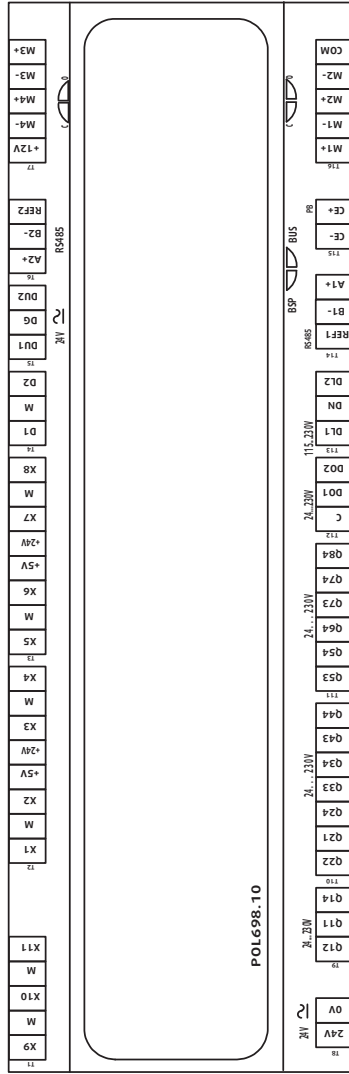 M3+
M3-
M4+
M4-
+12V
T7
REF2
B2-
A2+
T6
RS485
DU2
DG
DU1
T5
24V
D2
M
D1
T4
X8
M
X7
+24V
+5V
X6
M
X5
T3
X4
M
X3
+24V
+5V
X2
M
X1
T2
X11
M
X10
M
X9
T1
O
C
POL698.10
O
C
BUS
BSP
COM
M2-
M2+
M1-
M1+
T16
PB
CE+
CE-
T15
A1+
B1-
REF1
RS485
T14
DL2
DN
DL1
115..230V
T13
DO2
DO1
C
24...230V
T12
Q84
Q74
Q73
Q64
Q54
Q53
24...230V
T11
Q44
Q43
Q34
Q33
Q24
Q21
Q22
24...230V
T10
Q14
Q11
Q12
24..230V
T9
0V
24V
24V
T8